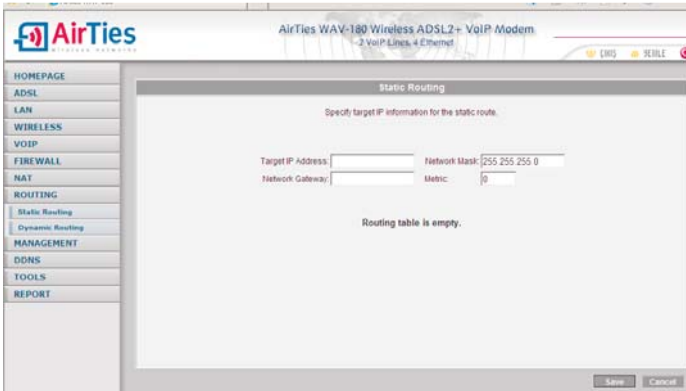 AirTies
wireless networks
AirTies WAV-180 Wireless ADSL2+ VoIP Modem
2 VoIP Lines, 4 Ethernet
HOMEPAGE
ADSL
LAN
WIRELESS
VOIP
FIREWALL
NAT
ROUTING
Static Routing
Dynamic Routing
MANAGEMENT
DDNS
TOOLS
REPORT
Static Routing
Specify target IP information for the static route.
Target IP Address: Network Mask: 255.255.255.0
Network Gateway: Metric: 0
Routing table is empty.
Save Cancel